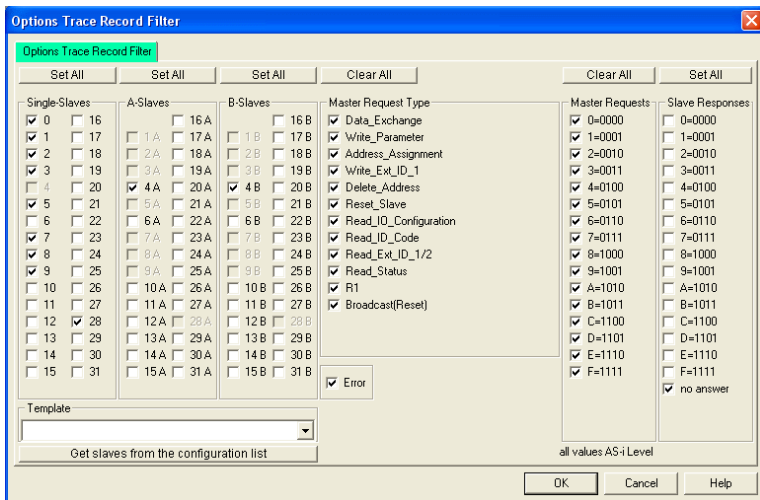 Options Trace Record Filter
Options Trace Record Filter
Set All Set All Set All Clear All Clear All Set All
Single-Slaves A-Slaves B-Slaves Master Request Type Master Requests Slave Responses
0 16 16 A 16 B Data_Exchange 0=0000 0=0000
1 17 1 A 17 A 1 B 17 B Write_Parameter 1=0001 1=0001
2 18 2 A 18 A 2 B 18 B Address_Assignment 2=0010 2=0010
3 19 3 A 19 A 3 B 19 B Write_Ext_ID_1 3=0011 3=0011
4 20 4 A 20 A 4 B 20 B Delete_Address 4=0100 4=0100
5 21 5 A 21 A 5 B 21 B Reset_Slave 5=0101 5=0101
6 22 6 A 22 A 6 B 22 B Read_IO_Configuration 6=0110 6=0110
7 23 7 A 23 A 7 B 23 B Read_ID_Code 7=0111 7=0111
8 24 8 A 24 A 8 B 24 B Read_Ext_ID_1/2 8=1000 8=1000
9 25 9 A 25 A 9 B 25 B Read_Status 9=1001 9=1001
10 26 10 A 26 A 10 B 26 B R1 A=1010 A=1010
11 27 11 A 27 A 11 B 27 B Broadcast(Reset) B=1011 B=1011
12 28 12 A 28 A 12 B 28 B C=1100 C=1100
13 29 13 A 29 A 13 B 29 B D=1101 D=1101
14 30 14 A 30 A 14 B 30 B E=1110 E=1110
15 31 15 A 31 A 15 B 31 B F=1111 F=1111
Error no answer
Template
Get slaves from the configuration list all values AS-i Level
OK Cancel Help